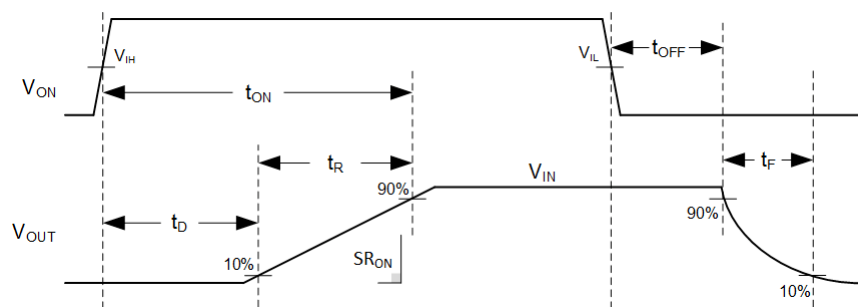 VIH
VIL
tOFF
VON
tON
tR
tF
90%
VIN
VOUT
tD
90%
10%
SRON
10%